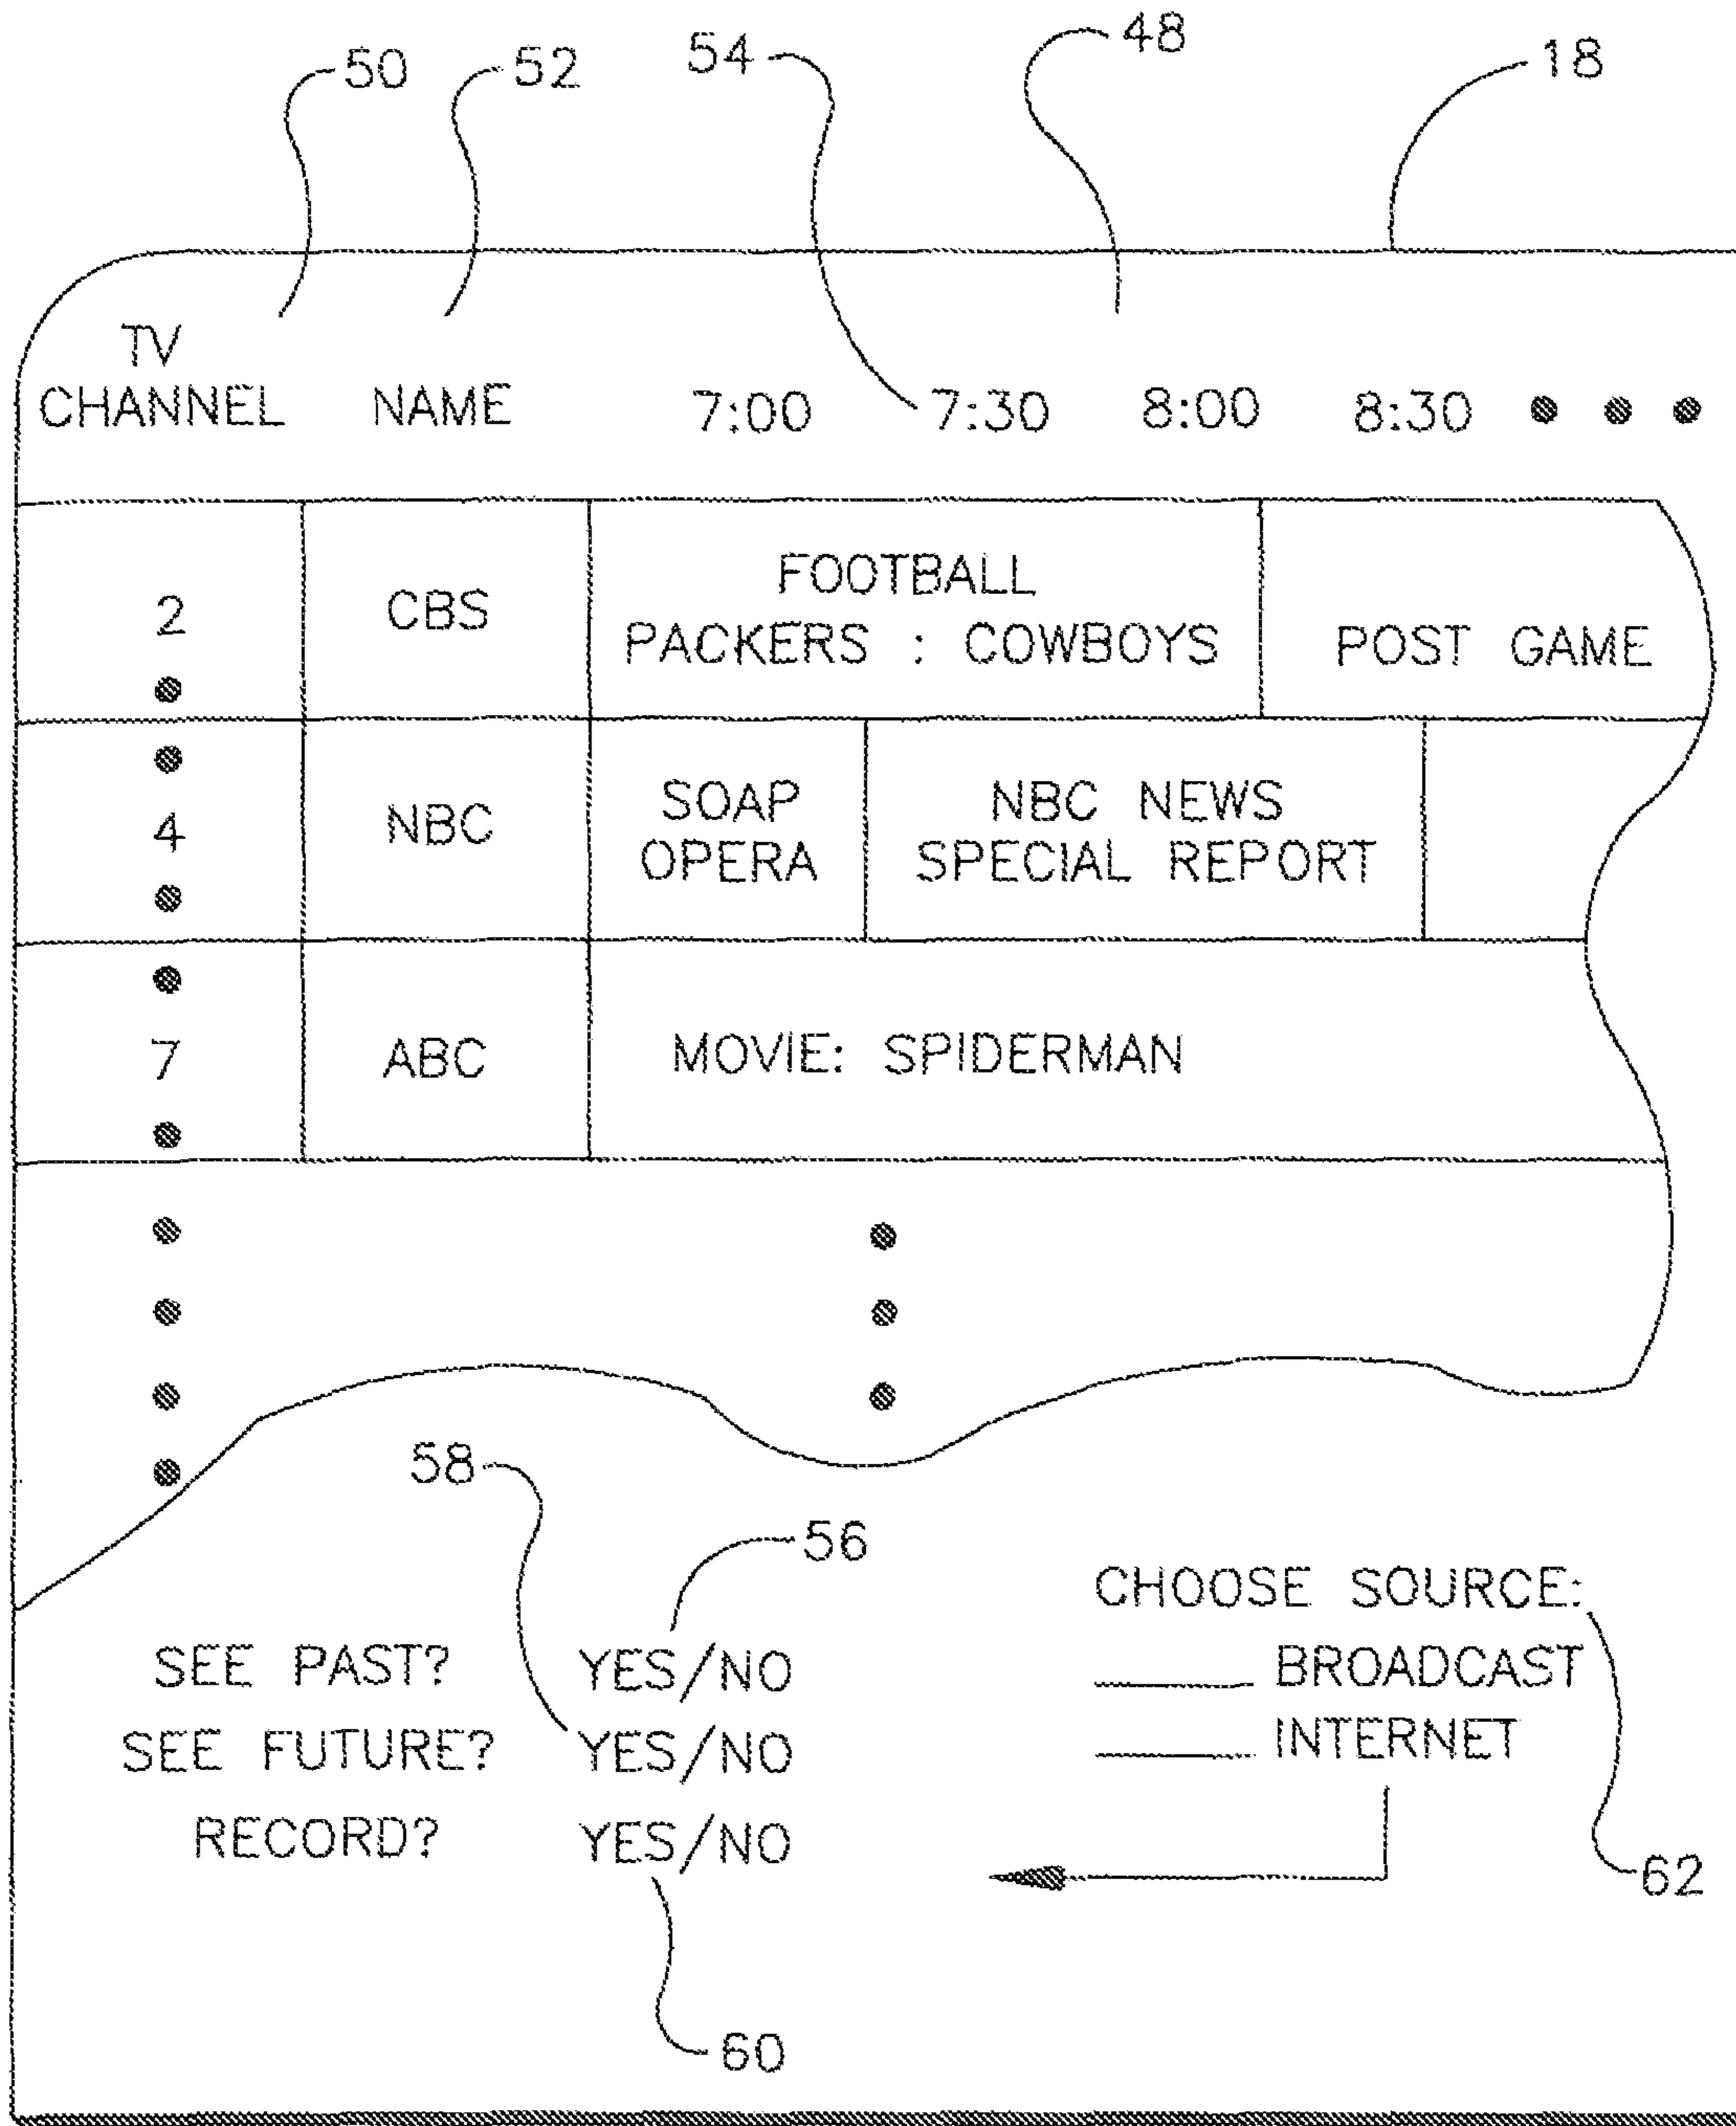 50 52 54 48 18
TV
CHANNEL NAME 7:00 7:30 8:00 8:30
2 CBS FOOTBALL
PACKERS : COWBOYS POST GAME
4 NBC SOAP
OPERA NBC NEWS
SPECIAL REPORT
7 ABC MOVIE: SPIDERMAN
58
56
CHOOSE SOURCE:
SEE PAST? YES/NO ____ BROADCAST
SEE FUTURE? YES/NO ____ INTERNET
RECORD? YES/NO
62
60